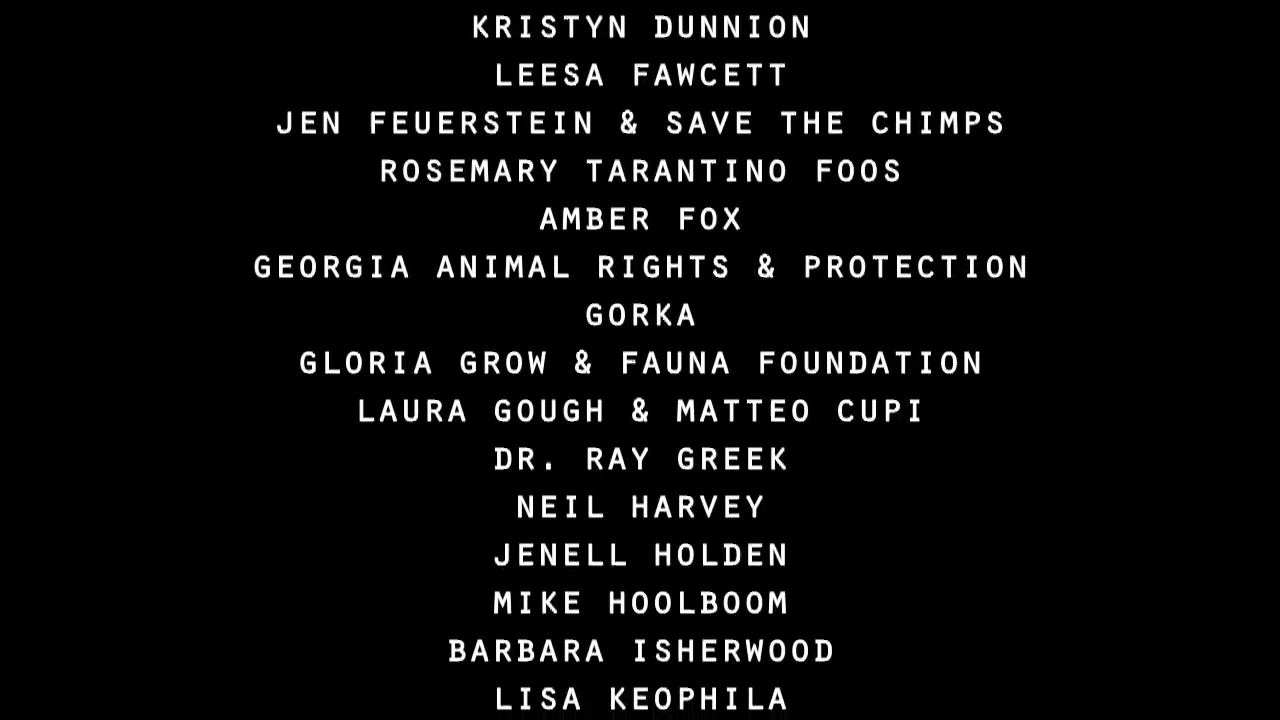 KRISTYN DUNNION
LEESA FAWCETT
JEN FEUERSTEIN & SAVE THE CHIMPS
ROSEMARY TARANTINO FOOS
AMBER FOX
GEORGIA ANIMAL RIGHTS & PROTECTION
GORKA
GLORIA GROW & FAUNA FOUNDATION
LAURA GOUGH & MATTEO CUPI
DR. RAY GREEK
NEIL HARVEY
JENELL HOLDEN
MIKE HOOLBOOM
BARBARA ISHERWOOD
LISA KEOPHILA